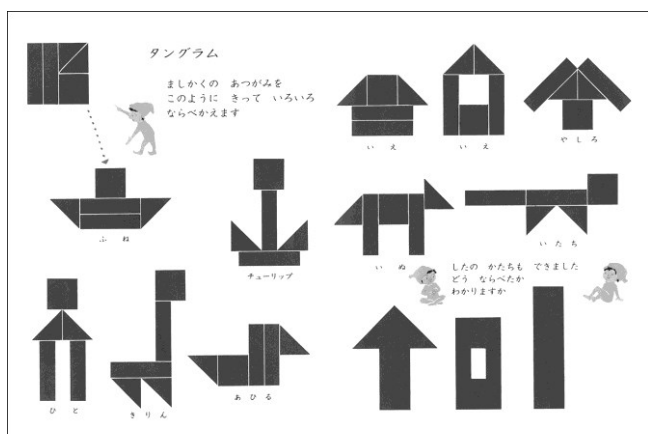 タングラム
ましかくの あつがみを
このように きって いろいろ
ならべかえます
ふね
チューリップ
ひと
きりん
あひる
いえ
いえ
やしろ
いぬ
いたち
したの かたちも できました
どう ならべたか
わかりますか